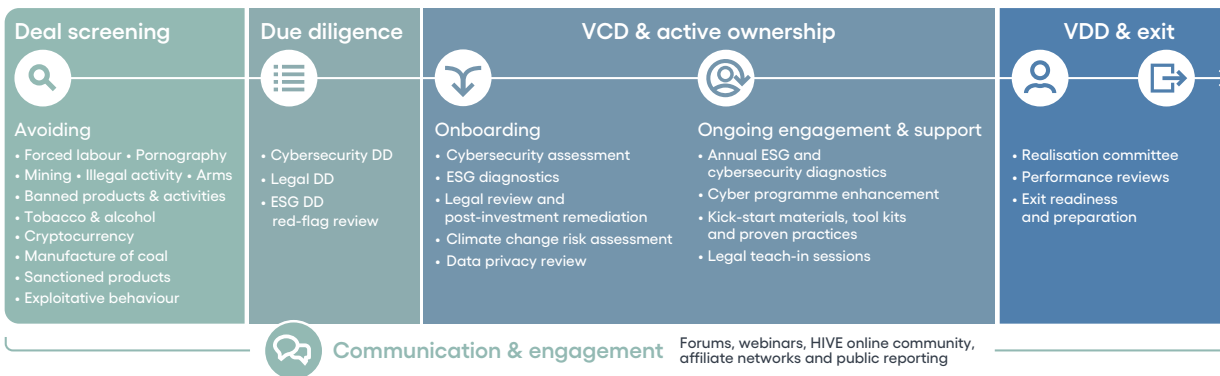 Deal screening
Avoiding
• Forced labour • Pornography
• Mining • Illegal activity • Arms
• Banned products & activities
• Tobacco & alcohol
• Cryptocurrency
• Manufacture of coal
• Sanctioned products
• Exploitative behaviour
Due diligence
• Cybersecurity DD
• Legal DD
• ESG DD
red-flag review
VCD & active ownership
Onboarding
• Cybersecurity assessment
• ESG diagnostics
• Legal review and
post-investment remediation
• Climate change risk assessment
• Data privacy review
Ongoing engagement & support
• Annual ESG and
cybersecurity diagnostics
• Cyber programme enhancement
• Kick-start materials, tool kits
and proven practices
• Legal teach-in sessions
VDD & exit
• Realisation committee
• Performance reviews
• Exit readiness
and preparation
Communication & engagement
Forums, webinars, HIVE online community,
affiliate networks and public reporting